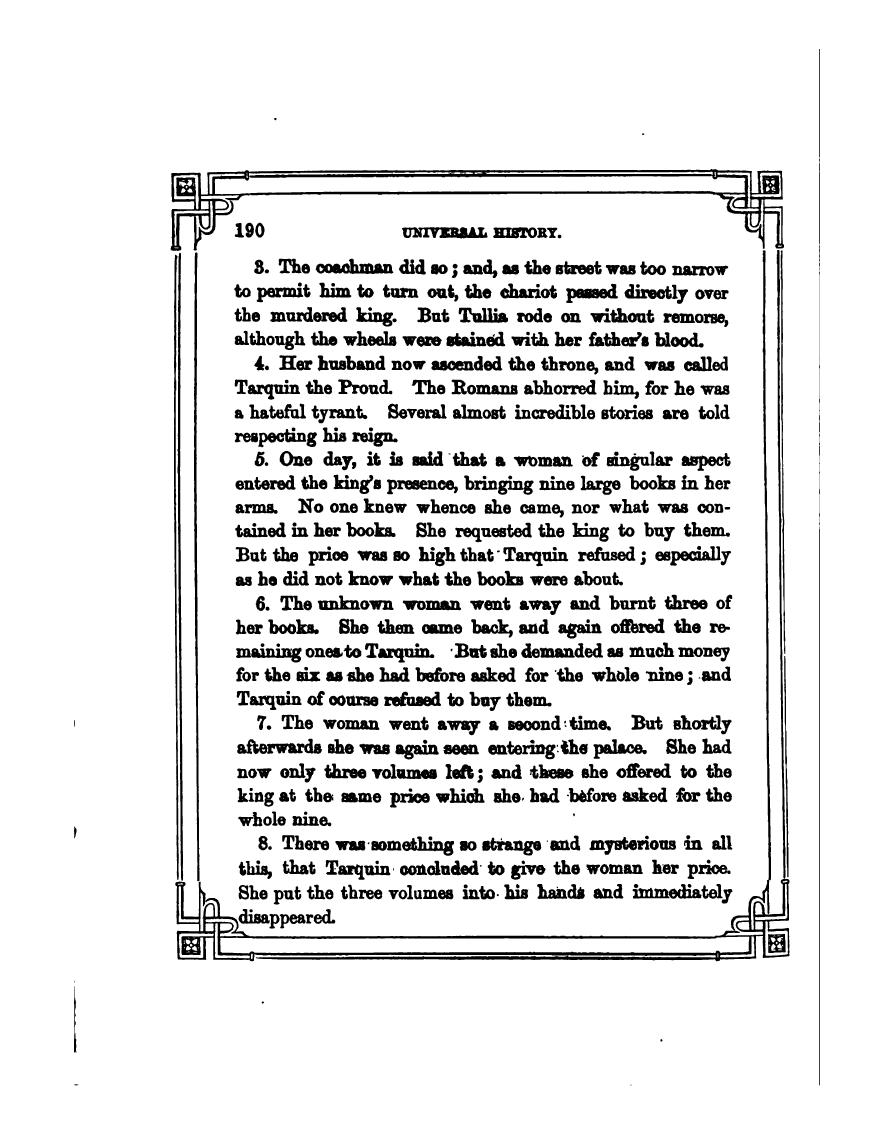 190 UNIVERSAL HISTORY.
3. The coachman did so; and, as the street was too narrow
to permit him to turn out, the chariot passed directly over
the murdered king. But Tullia rode on without remorse,
although the wheels were stained with her father's blood.
4. Her husband now ascended the throne, and was called
Tarquin the Proud. The Romans abhorred him, for he was
a hateful tyrant. Several almost incredible stories are told
respecting his reign.
5. One day, it is said that a woman of singular aspect
entered the king's presence, bringing nine large books in her
arms. No one knew whence she came, nor what was con-
tained in her books. She requested the king to buy them.
But the price was so high that Tarquin refused; especially
as he did not know what the books were about.
6. The unknown woman went away and burnt three of
her books. She then came back, and again offered the re-
maining ones to Tarquin. But she demanded as much money
for the six as she had before asked for the whole nine; and
Tarquin of course refused to buy them.
7. The woman went away a second time. But shortly
afterwards she was again seen entering the palace. She had
now only three volumes left; and these she offered to the
king at the same price which she had before asked for the
whole nine.
8. There was something so strange and mysterious in all
this, that Tarquin concluded to give the woman her price.
She put the three volumes into his hands and immediately
disappeared.